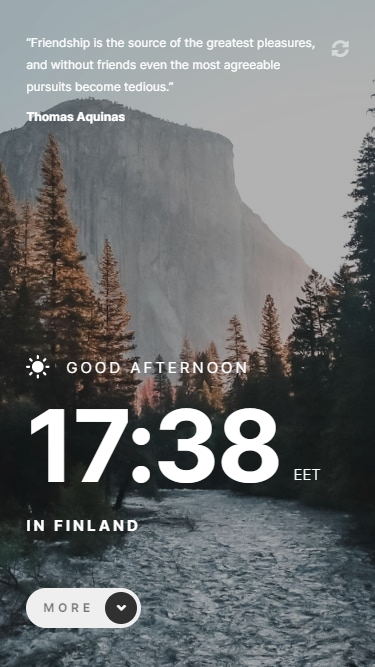 “Friendship is the source of the greatest pleasures,
and without friends even the most agreeable
pursuits become tedious.”
Thomas Aquinas
GOOD AFTERNOON
17:38 EET
IN FINLAND
MORE